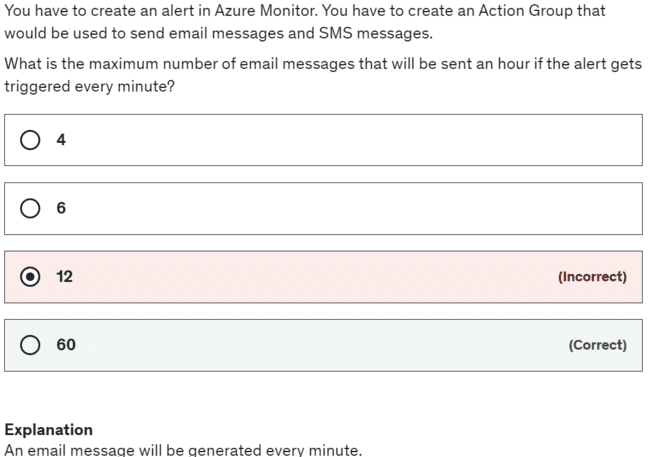 You have to create an alert in Azure Monitor. You have to create an Action Group that
would be used to send email messages and SMS messages.
What is the maximum number of email messages that will be sent an hour if the alert gets
triggered every minute?
4
6
12 (Incorrect)
60 (Correct)
Explanation
An email message will be generated every minute.